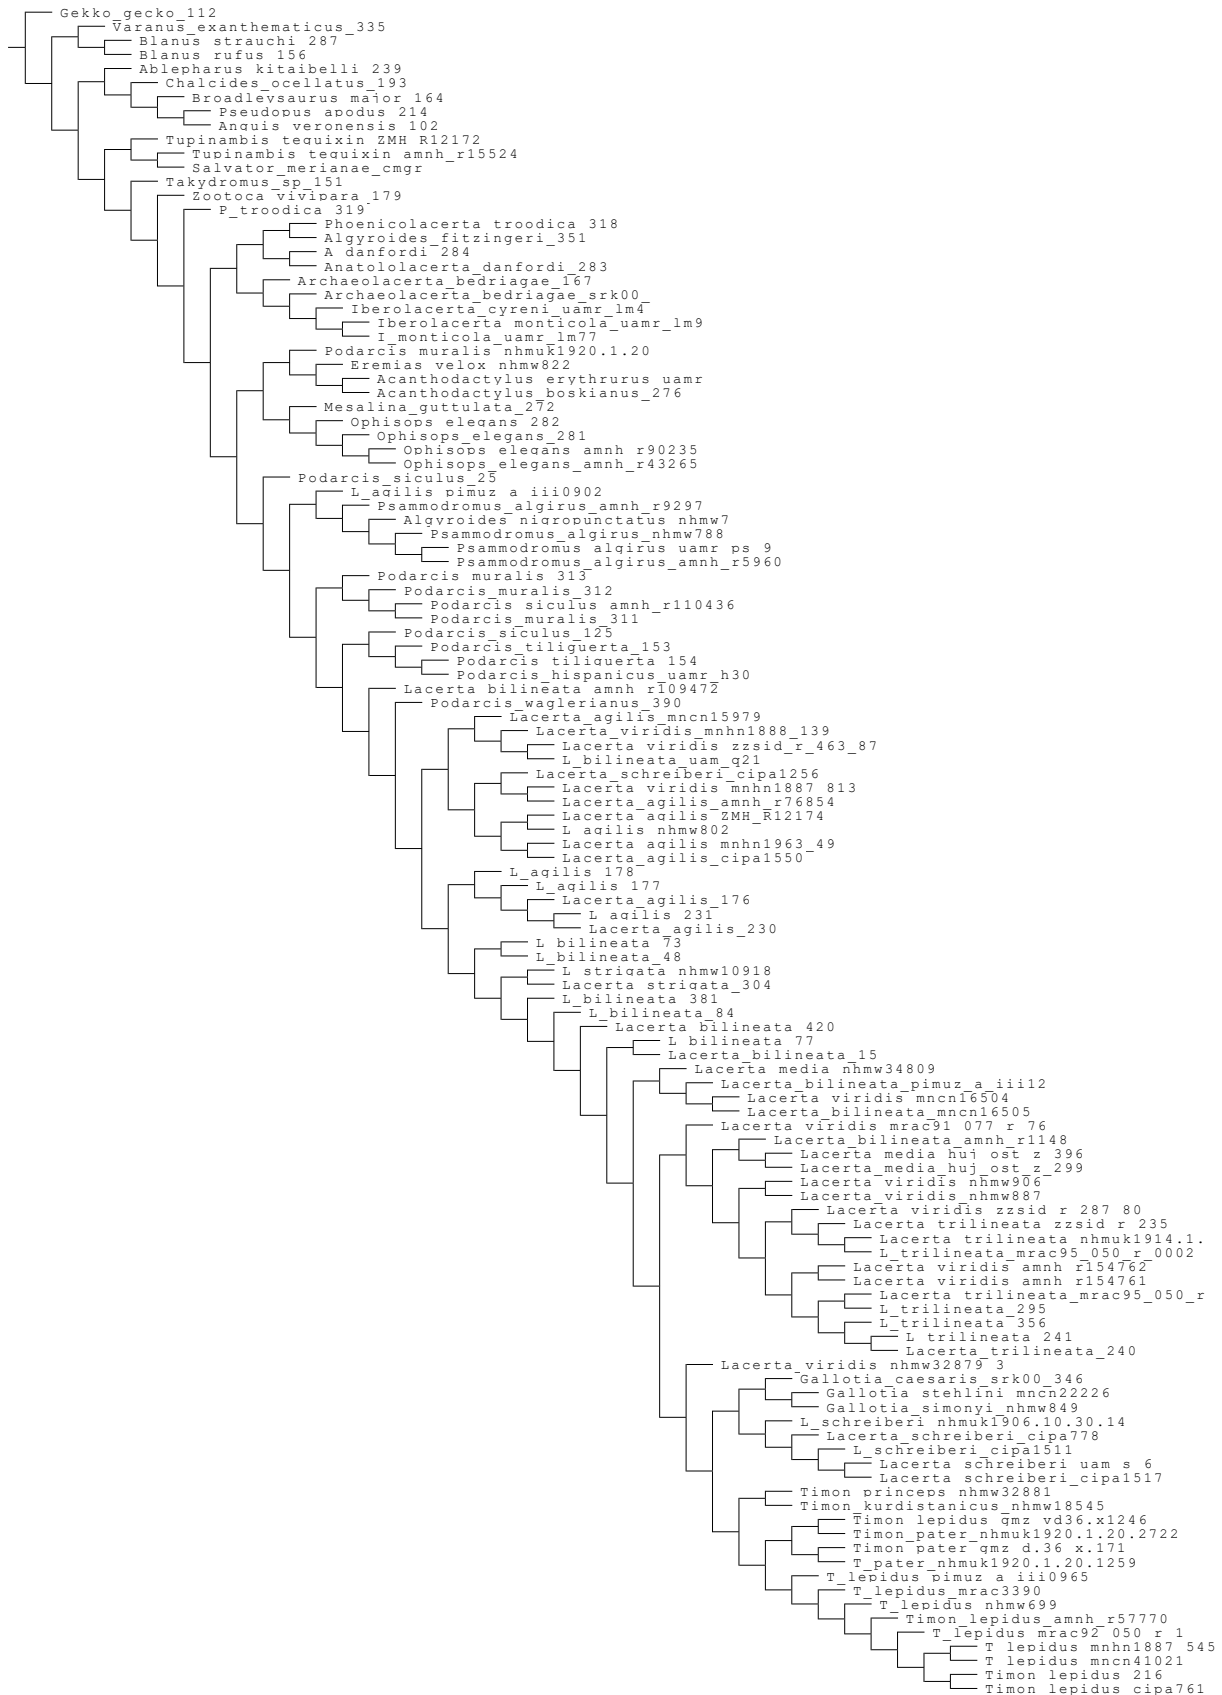 Gekko_gecko_112
Varanus_exanthematicus_335
Blanus_strauchi_287
Blanus_rufus_156
Ablepharus_kitaibelli_239
Chalcides_ocellatus_193
Broadleysaurus_major_164
Pseudopus_apodus_214
Anguis_veronensis_102
Tupinambis_teguixin_ZMH_R12172
Tupinambis_teguixin_amnh_r15524
Salvator_merianae_cmgr
Takydromus_sp_151
Zootoca_vivipara_179
P_troodica_319
Phoenicolacerta_troodica_318
Algyroides_fitzingeri_351
A_danfordi_284
Anatololacerta_danfordi_283
Archaeolacerta_bedriagae_167
Archaeolacerta_bedriagae_srk00_
Iberolacerta_cyreni_uamr_lm4
Iberolacerta_monticola_uamr_lm9
I_monticola_uamr_lm77
Podarcis_muralis_nhmuk1920.1.20
Eremias_velox_nhmw822
Acanthodactylus_erythrurus_uamr
Acanthodactylus_boskianus_276
Mesalina_guttulata_272
Ophisops_elegans_282
Ophisops_elegans_281
Ophisops_elegans_amnh_r90235
Ophisops_elegans_amnh_r43265
Podarcis_siculus_25
L_agilis_pimuz_a_iii0902
Psammodromus_algirus_amnh_r9297
Algyroides_nigropunctatus_nhmw7
Psammodromus_algirus_nhmw788
Psammodromus_algirus_uamr_ps_9
Psammodromus_algirus_amnh_r5960
Podarcis_muralis_313
Podarcis_muralis_312
Podarcis_siculus_amnh_r110436
Podarcis_muralis_311
Podarcis_siculus_125
Podarcis_tiliguerta_153
Podarcis_tiliguerta_154
Podarcis_hispanicus_uamr_h30
Lacerta_bilineata_amnh_r109472
Podarcis_waglerianus_390
Lacerta_agilis_mncn15979
Lacerta_viridis_mnhn1888_139
Lacerta_viridis_zzsid_r_463_87
L_bilineata_uam_q21
Lacerta_schreiberi_cipa1256
Lacerta_viridis_mnhn1887_813
Lacerta_agilis_amnh_r76854
Lacerta_agilis_ZMH_R12174
L_agilis_nhmw802
Lacerta_agilis_mnhn1963_49
Lacerta_agilis_cipa1550
L_agilis_178
L_agilis_177
Lacerta_agilis_176
L_agilis_231
Lacerta_agilis_230
L_bilineata_73
L_bilineata_48
L_strigata_nhmw10918
Lacerta_strigata_304
L_bilineata_381
L_bilineata_84
Lacerta_bilineata_420
L_bilineata_77
Lacerta_bilineata_15
Lacerta_media_nhmw34809
Lacerta_bilineata_pimuz_a_iii12
Lacerta_viridis_mncn16504
Lacerta_bilineata_mncn16505
Lacerta_viridis_mrac91_077_r_76
Lacerta_bilineata_amnh_r1148
Lacerta_media_huj_ost_z_396
Lacerta_media_huj_ost_z_299
Lacerta_viridis_nhmw906
Lacerta_viridis_nhmw887
Lacerta_viridis_zzsid_r_287_80
Lacerta_trilineata_zzsid_r_235
Lacerta_trilineata_nhmuk1914.1.
L_trilineata_mrac95_050_r_0002
Lacerta_viridis_amnh_r154762
Lacerta_viridis_amnh_r154761
Lacerta_trilineata_mrac95_050_r
L_trilineata_295
L_trilineata_356
L_trilineata_241
Lacerta_trilineata_240
Lacerta_viridis_nhmw32879_3
Gallotia_caesaris_srk00_346
Gallotia_stehlini_mncn22226
Gallotia_simonyi_nhmw849
L_schreiberi_nhmuk1906.10.30.14
Lacerta_schreiberi_cipa778
L_schreiberi_cipa1511
Lacerta_schreiberi_uam_s_6
Lacerta_schreiberi_cipa1517
Timon_princeps_nhmw32881
Timon_kurdistanicus_nhmw18545
Timon_lepidus_gmz_vd36.x1246
Timon_pater_nhmuk1920.1.20.2722
Timon_pater_gmz_d.36_x.171
T_pater_nhmuk1920.1.20.1259
T_lepidus_pimuz_a_iii0965
T_lepidus_mrac3390
T_lepidus_nhmw699
Timon_lepidus_amnh_r57770
T_lepidus_mrac92_050_r_1
T_lepidus_mnhn1887_545
T_lepidus_mncn41021
Timon_lepidus_216
Timon_lepidus_cipa761